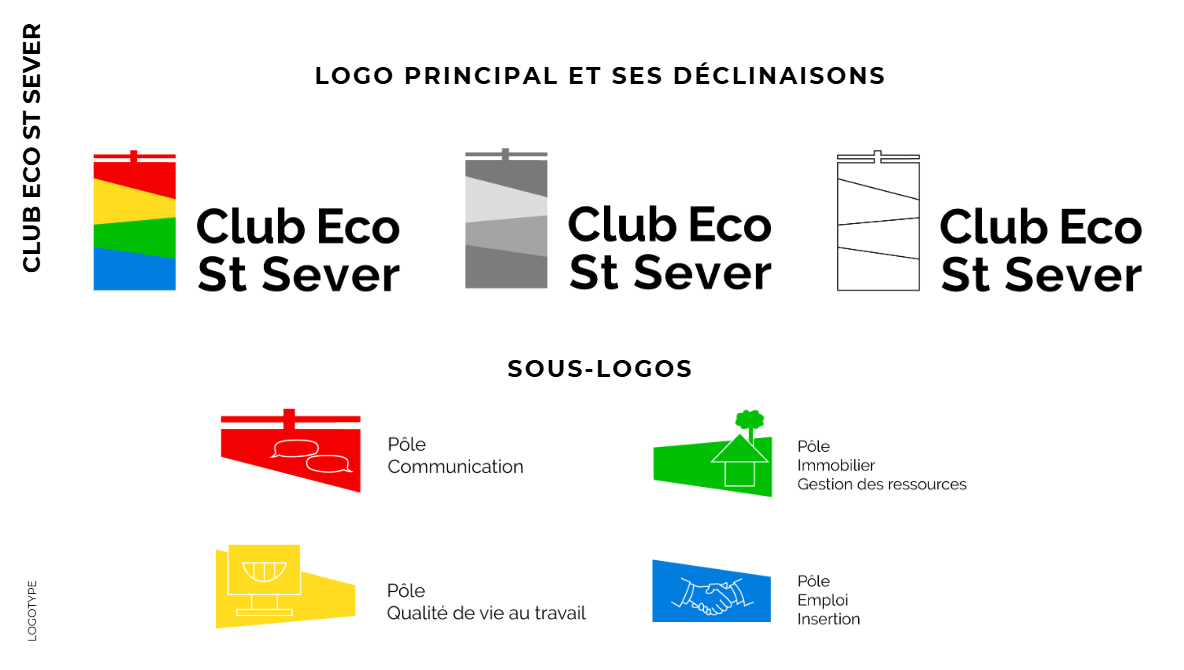 CLUB ECO ST SEVER
LOGO PRINCIPAL ET SES DÉCLINAISONS
Club Eco
St Sever
Club Eco
St Sever
Club Eco
St Sever
SOUS-LOGOS
Pôle
Communication
Pôle
Immobilier
Gestion des ressources
Pôle
Qualité de vie au travail
Pôle
Emploi
Insertion
LOGOTYPE